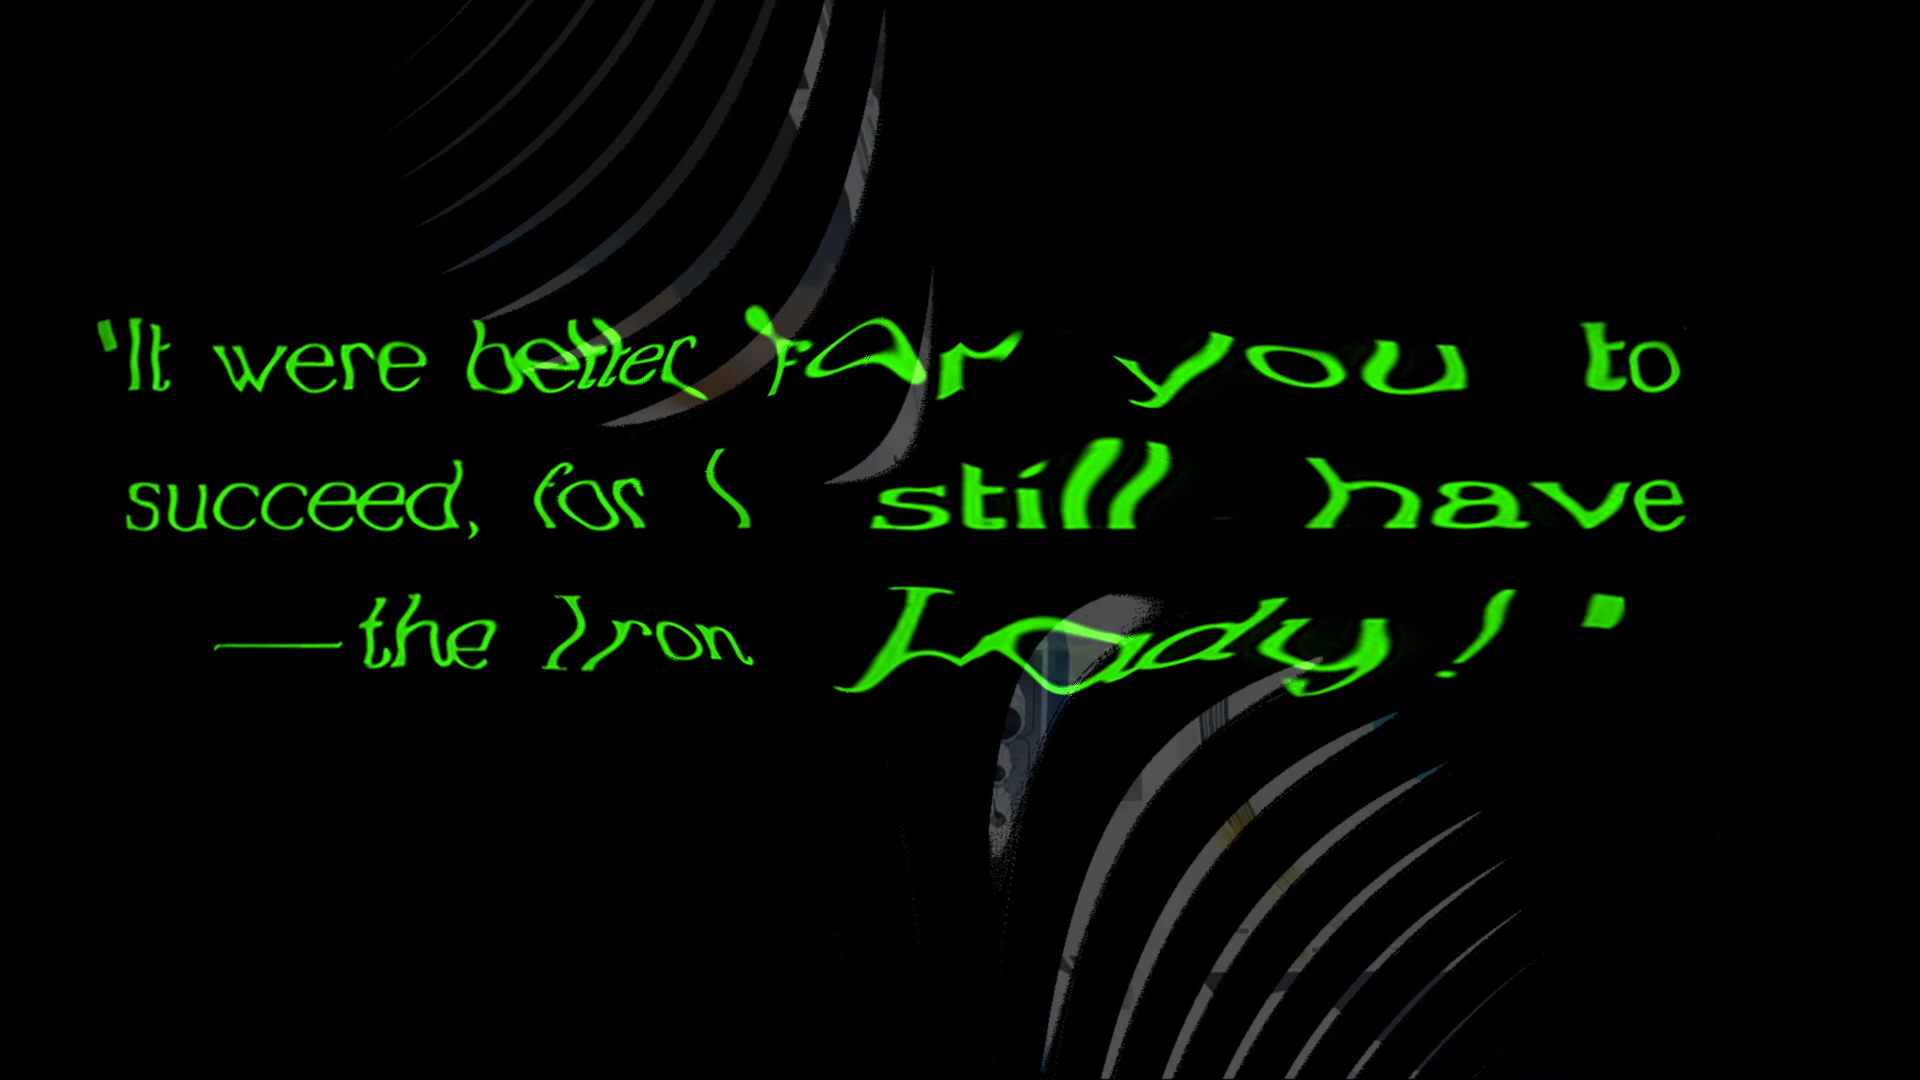 "It were better for you to
succeed, for I still have
—the Iron Lady!"